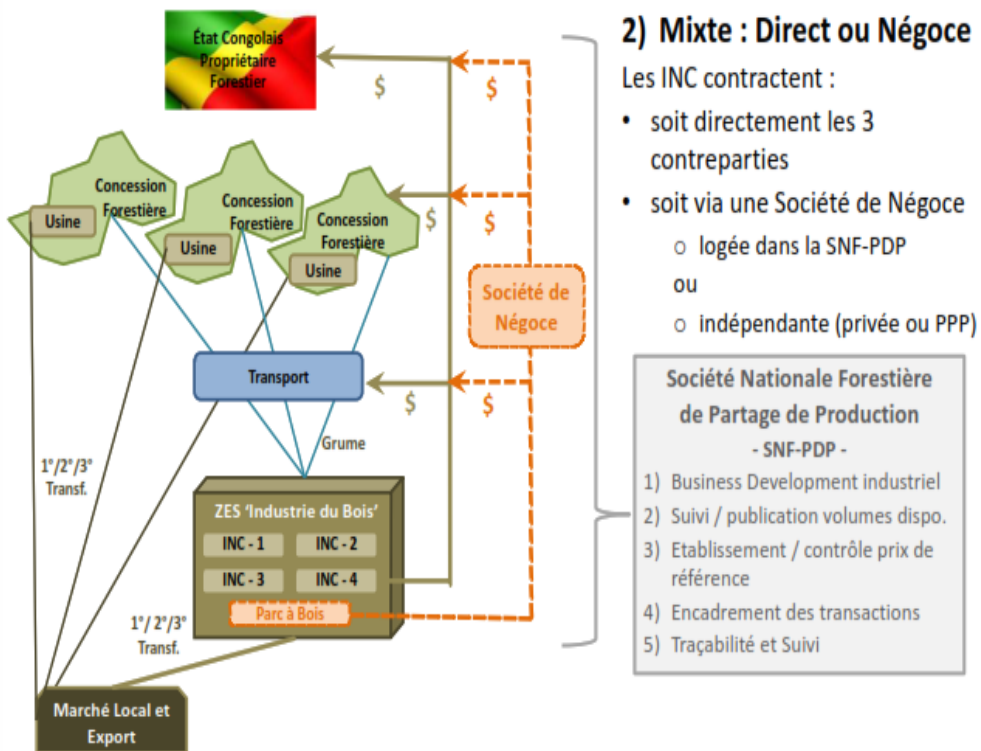 État Congolais
Propriétaire
Forestier
$
$
Concession
Forestière
Usine
Concession
Forestière
Usine
Concession
Forestière
Usine
$
$
Société de
Négoce
Transport
$
$
Grume
1°/2°/3°
Transf.
ZES ‘Industrie du Bois’
INC - 1
INC - 2
INC - 3
INC - 4
Parc à Bois
1°/ 2°/3°
Transf.
Marché Local et
Export
2) Mixte : Direct ou Négoce
Les INC contractent :
• soit directement les 3
contreparties
• soit via une Société de Négoce
o logée dans la SNF-PDP
ou
o indépendante (privée ou PPP)
Société Nationale Forestière
de Partage de Production
- SNF-PDP -
1) Business Development industriel
2) Suivi / publication volumes dispo.
3) Etablissement / contrôle prix de
référence
4) Encadrement des transactions
5) Traçabilité et Suivi